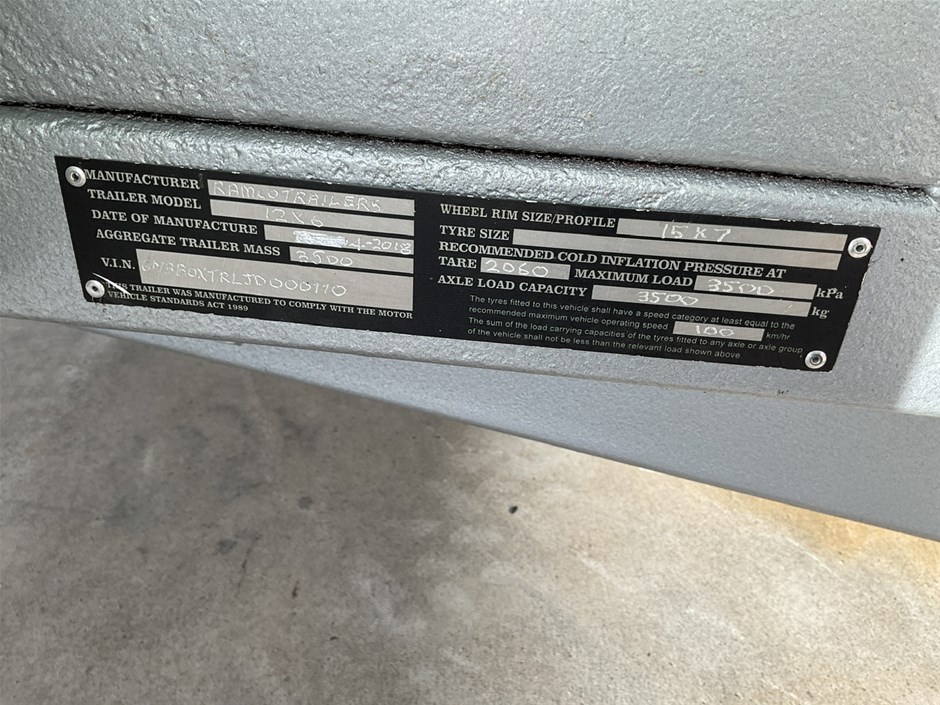 MANUFACTURER RAMCO TRAILERS
TRAILER MODEL 12X6
DATE OF MANUFACTURE 4-2018
AGGREGATE TRAILER MASS 3500
V.I.N.
THIS TRAILER WAS MANUFACTURED TO COMPLY WITH THE MOTOR
VEHICLE STANDARDS ACT 1989
WHEEL RIM SIZE/PROFILE 15X7
TYRE SIZE
RECOMMENDED COLD INFLATION PRESSURE AT
TARE 2060 MAXIMUM LOAD 3500 kPa
AXLE LOAD CAPACITY 3500 kg
The tyres fitted to this vehicle shall have a speed category at least equal to the
recommended maximum vehicle operating speed 100 km/hr
The sum of the load carrying capacities of the tyres fitted to any axle or axle group
of the vehicle shall not be less than the relevant load shown above